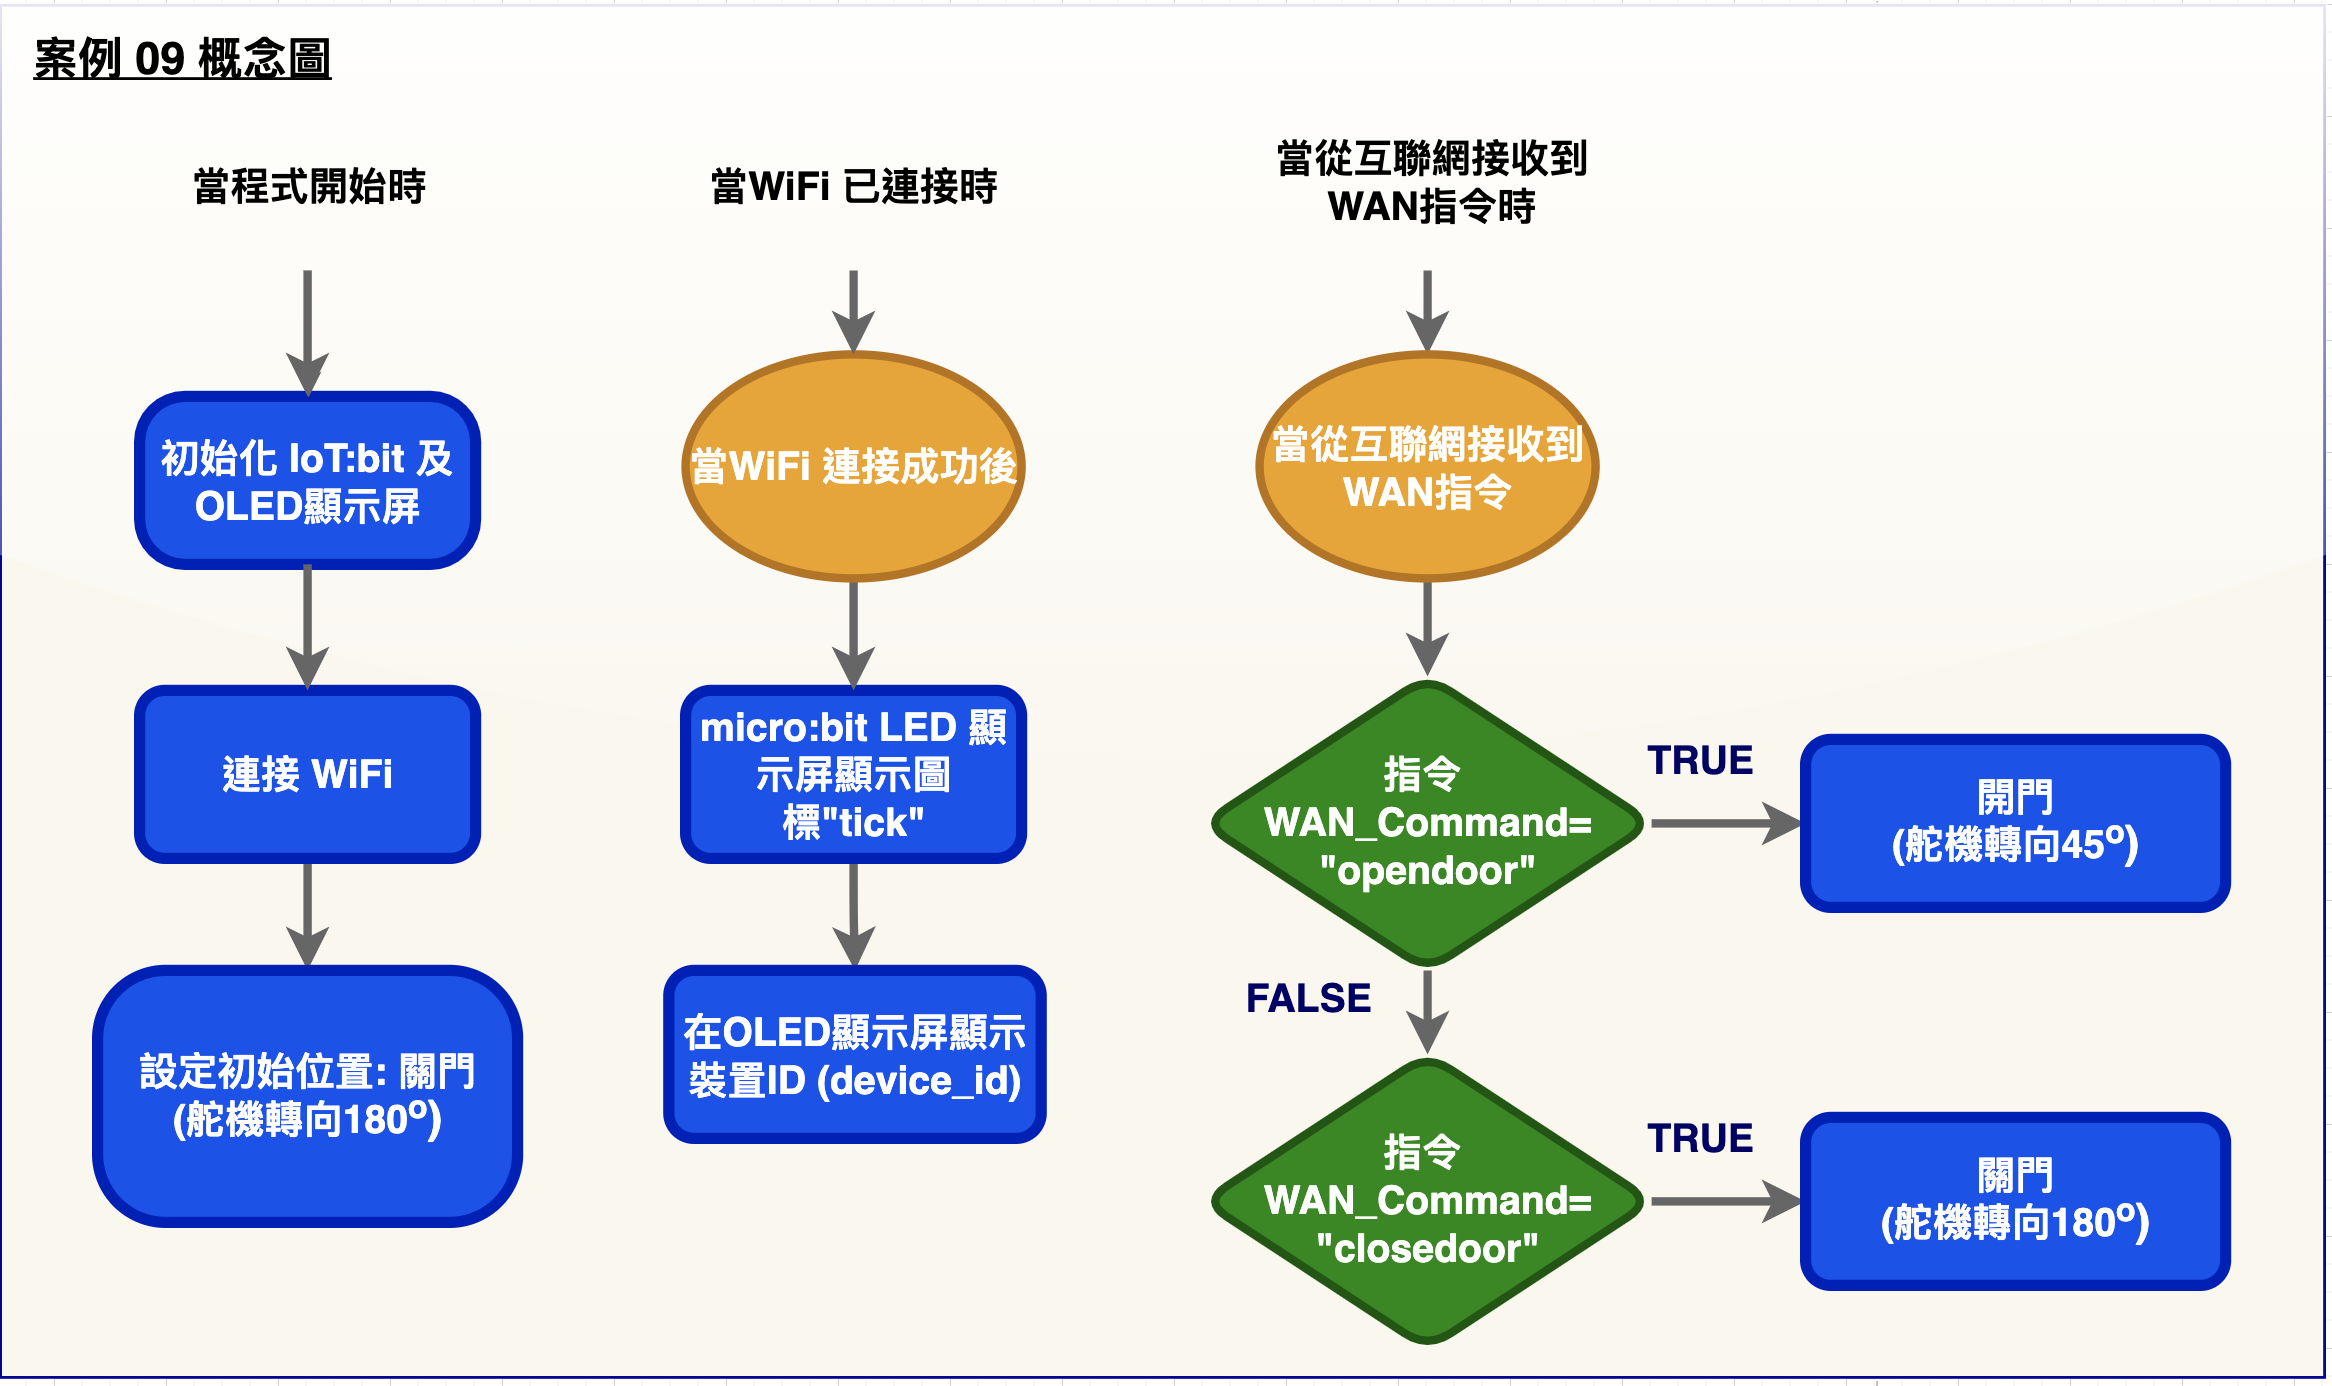 案例 09 概念圖
當程式開始時
初始化 IoT:bit 及
OLED顯示屏
連接 WiFi
設定初始位置: 關門
(舵機轉向180º)
當WiFi 已連接時
當WiFi 連接成功後
micro:bit LED 顯
示屏顯示圖
標"tick"
在OLED顯示屏顯示
裝置ID (device_id)
當從互聯網接收到
WAN指令時
當從互聯網接收到
WAN指令
指令
WAN_Command=
"opendoor"
TRUE
開門
(舵機轉向45º)
FALSE
指令
WAN_Command=
"closedoor"
TRUE
關門
(舵機轉向180º)